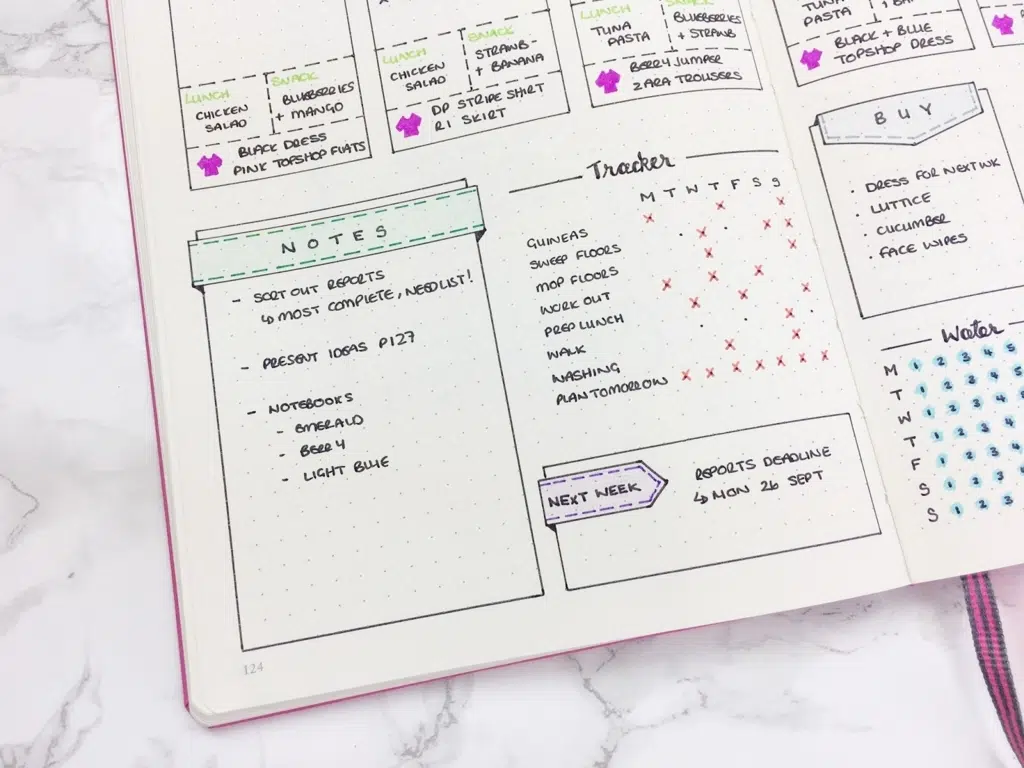 LUNCH
CHICKEN
SALAD
SNACK
BLUEBERRIES
+ MANGO
BLACK DRESS
PINK TOPSHOP FLATS
LUNCH
CHICKEN
SALAD
SNACK
STRAWB-
+ BANANA
DP STRIPE SHIRT
RI SKIRT
LUNCH
TUNA
PASTA
SNACK
BLUEBERRIES
+ STRAWB
BERRY JUMPER
ZARA TROUSERS
TUNA
PASTA
BLACK + BLUE
TOPSHOP DRESS
NOTES
- SORT OUT REPORTS
↳ MOST COMPLETE, NEED LIST!
- PRESENT IDEAS P127
- NOTEBOOKS
- EMERALD
- BERRY
- LIGHT BLUE
124
Tracker
M T W T F S S
GUINEAS
SWEEP FLOORS
MOP FLOORS
WORK OUT
PREP LUNCH
WALK
WASHING
PLAN TOMORROW
NEXT WEEK
REPORTS DEADLINE
↳ MON 26 SEPT
BUY
· DRESS FOR NEXT WK
· LUTTICE
· CUCUMBER
· FACE WIPES
Water
M 1 2 3 4 5
T 1 2 3 4 5
W 1 2 3 4 5
T 1 2 3 4
F 1 2 3 4
S 1 2 3 4
S 1 2 3